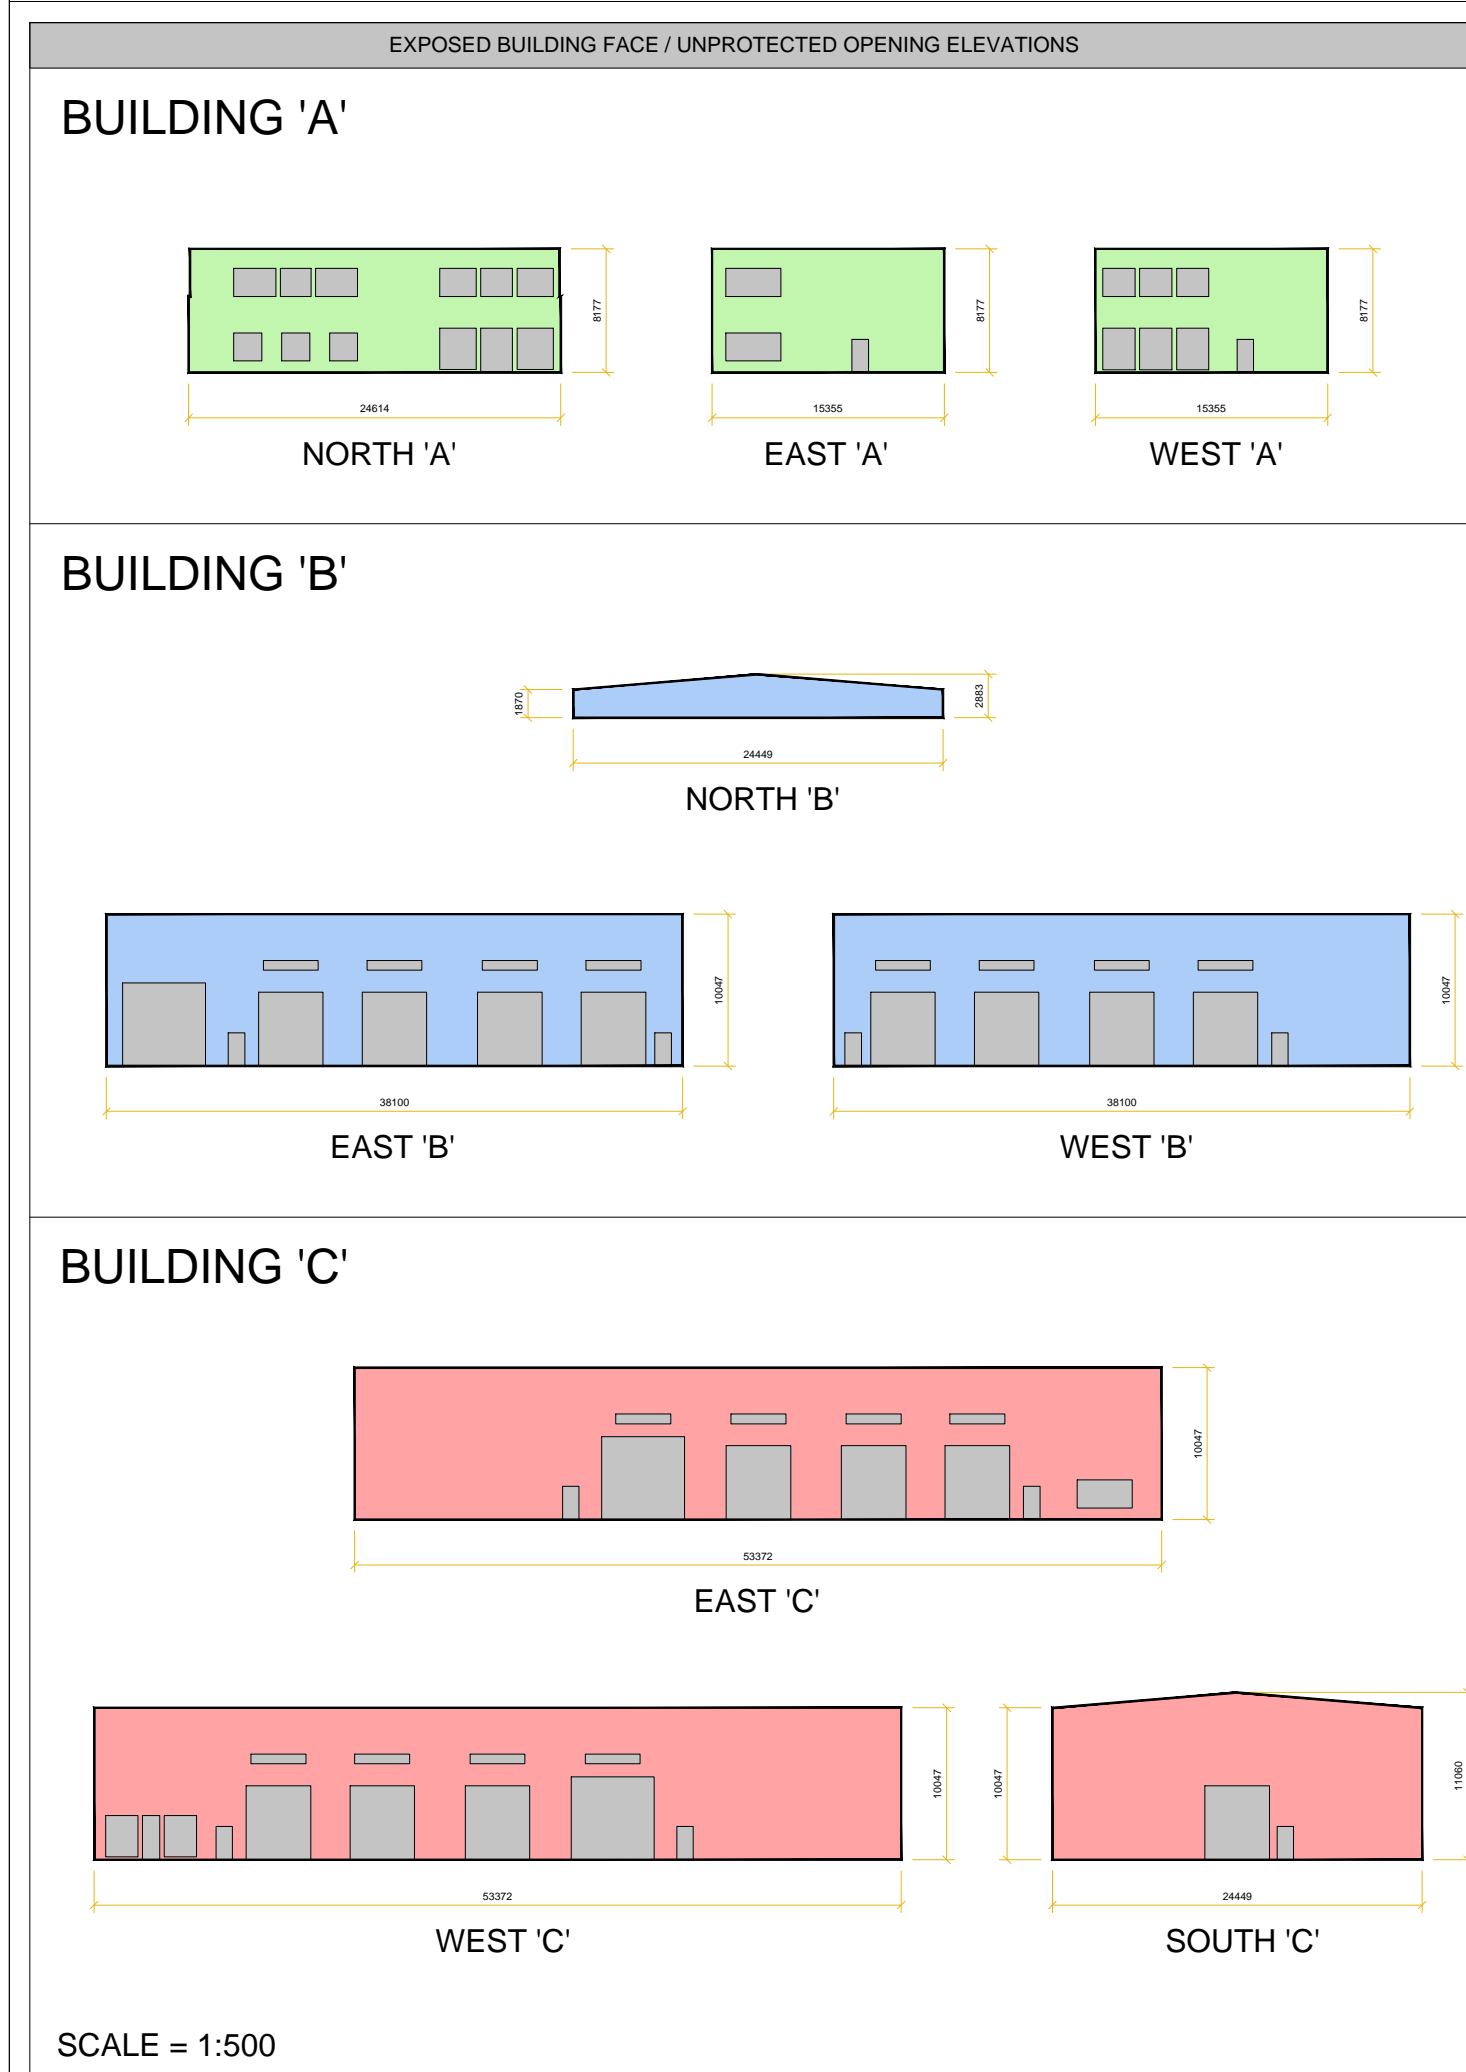 EXPOSED BUILDING FACE / UNPROTECTED OPENING ELEVATIONS
BUILDING 'A'
8177
8177
8177
24614
15355
15355
NORTH 'A'
EAST 'A'
WEST 'A'
BUILDING 'B'
1870
2883
24449
NORTH 'B'
10047
10047
38100
38100
EAST 'B'
WEST 'B'
BUILDING 'C'
10047
53372
EAST 'C'
10047
10047
11060
53372
24449
WEST 'C'
SOUTH 'C'
SCALE = 1:500